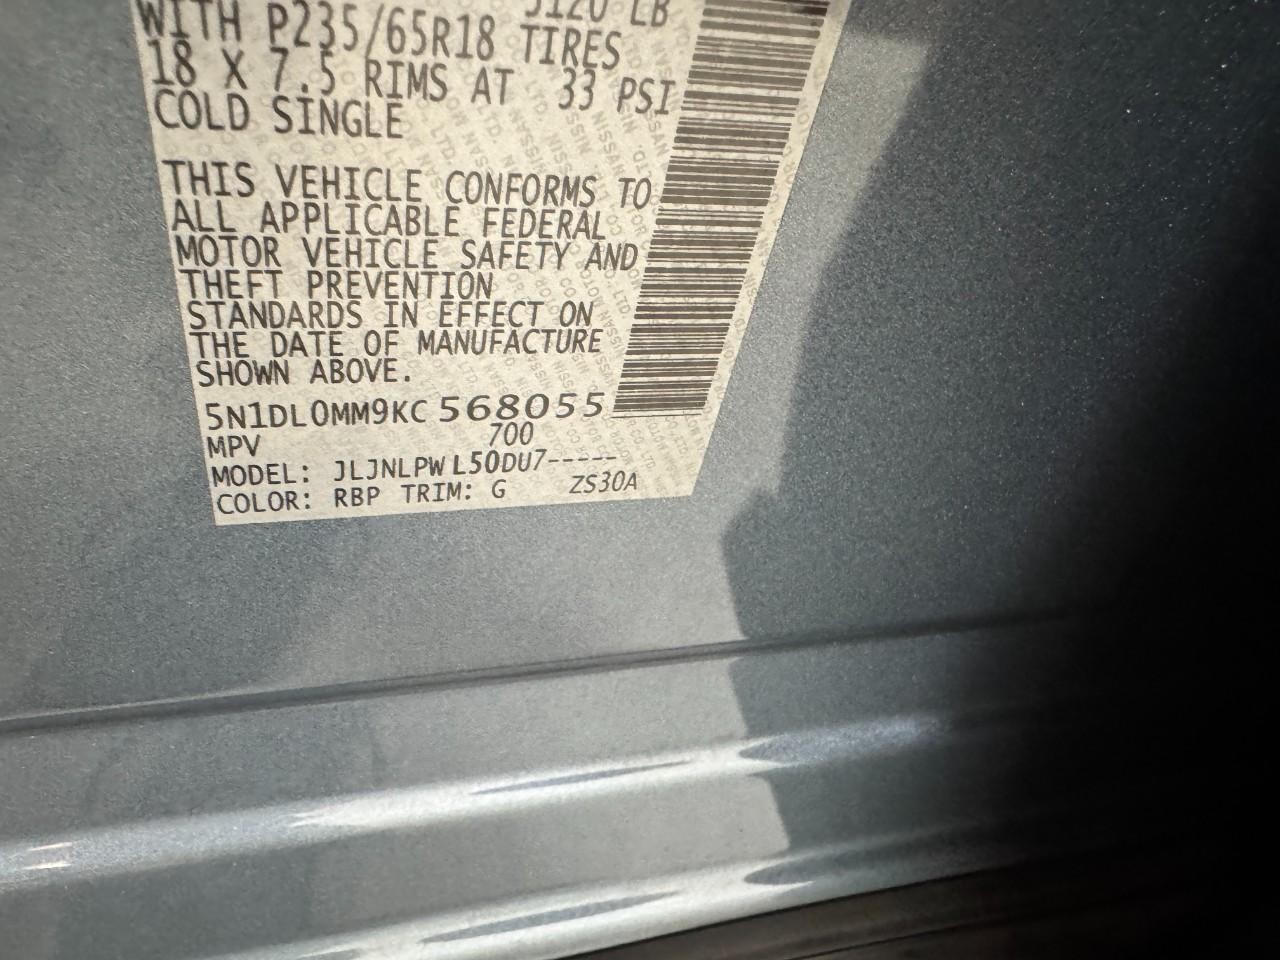 5120 LB
WITH P235/65R18 TIRES
18 X 7.5 RIMS AT 33 PSI
COLD SINGLE
THIS VEHICLE CONFORMS TO
ALL APPLICABLE FEDERAL
MOTOR VEHICLE SAFETY AND
THEFT PREVENTION
STANDARDS IN EFFECT ON
THE DATE OF MANUFACTURE
SHOWN ABOVE.
5N1DL0MM9KC 568055
MPV 700
MODEL: JLJNLPW L50DU7-----
COLOR: RBP TRIM: G ZS30A